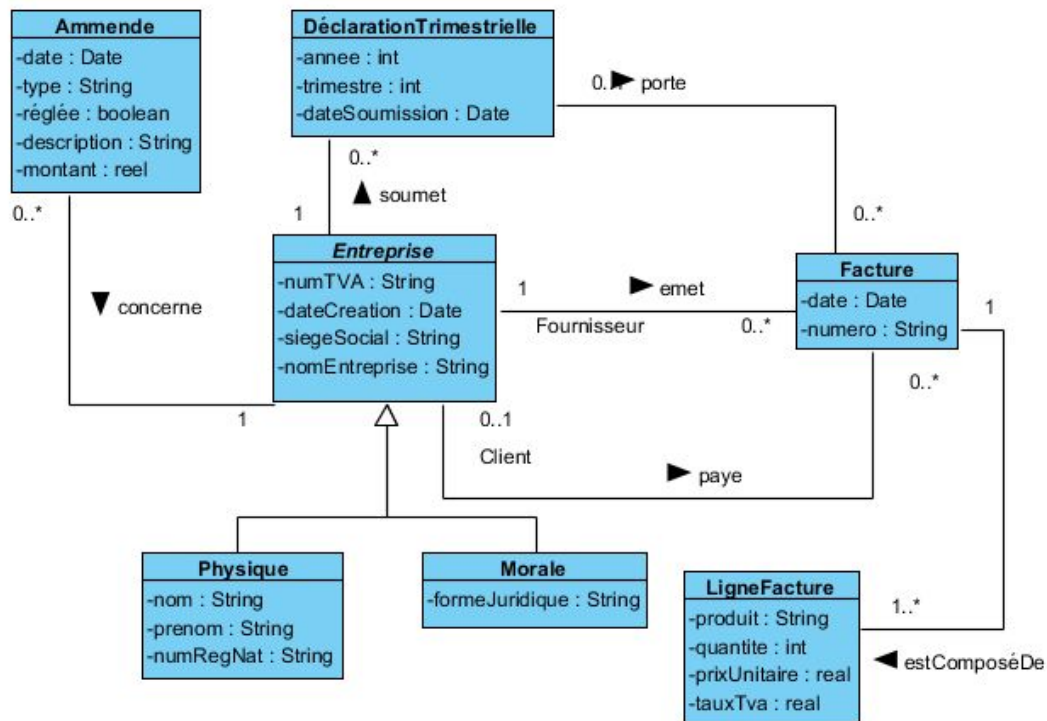 Ammende
-date : Date
-type : String
-réglée : boolean
-description : String
-montant : reel
DéclarationTrimestrielle
-annee : int
-trimestre : int
-dateSoumission : Date
porte
0..*
soumet
1
0..*
0..*
Entreprise
-numTVA : String
-dateCreation : Date
-siegeSocial : String
-nomEntreprise : String
concerne
1
1
emet
Fournisseur
0..*
Facture
-date : Date
-numero : String
1
0..*
0..1
Client
paye
Physique
-nom : String
-prenom : String
-numRegNat : String
Morale
-formeJuridique : String
LigneFacture
-produit : String
-quantite : int
-prixUnitaire : real
-tauxTva : real
1..*
estComposéDe